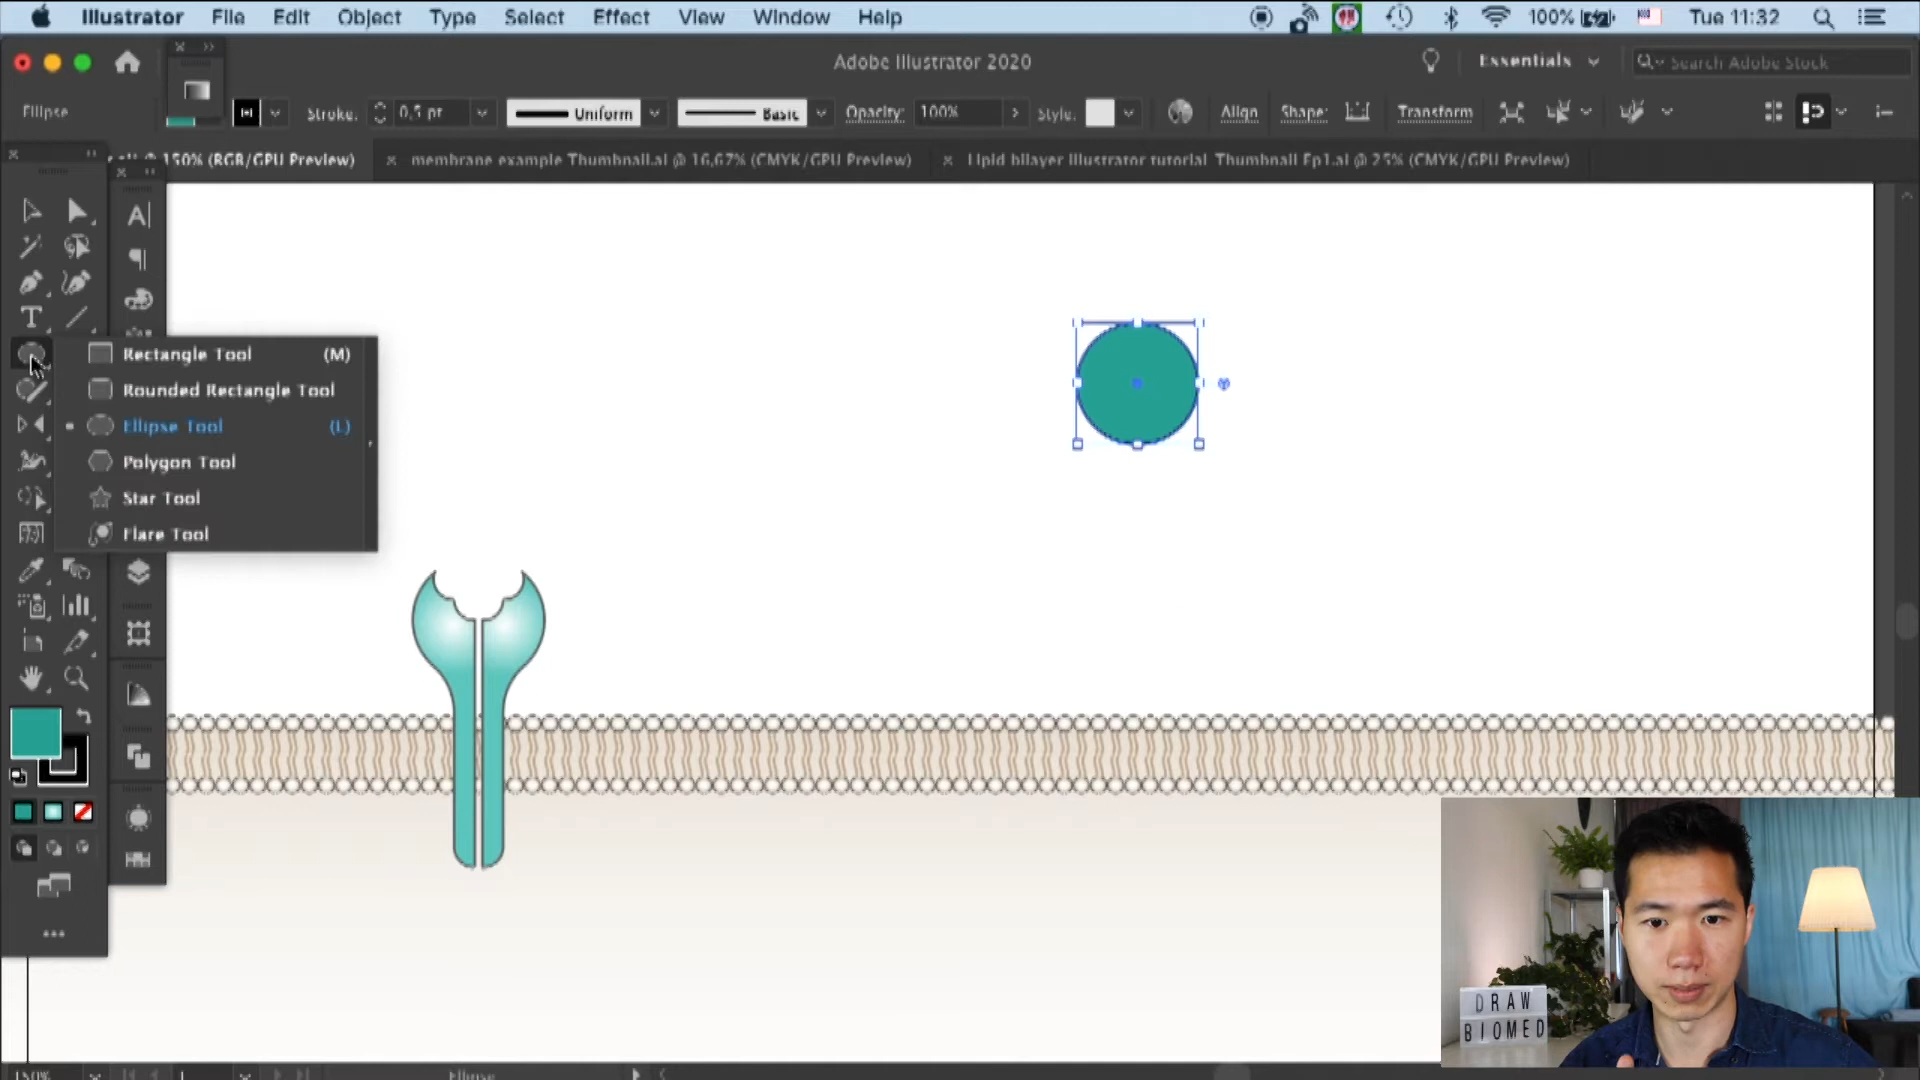 Illustrator File Edit Object Type Select Effect View Window Help 100% Tue 11:32
Adobe Illustrator 2020 Essentials Search Adobe Stock
Ellipse Stroke: 0,5 pt Uniform Basic Opacity: 100% Style: Align Shape: Transform
@ 150% (RGB/GPU Preview) × membrane example Thumbnail.ai @ 16,67% (CMYK/GPU Preview) × Lipid bilayer illustrator tutorial Thumbnail Ep1.ai @ 25% (CMYK/GPU Preview)
Rectangle Tool (M)
Rounded Rectangle Tool
Ellipse Tool (L)
Polygon Tool
Star Tool
Flare Tool
DRAW
BIOMED
150% 1 Ellipse